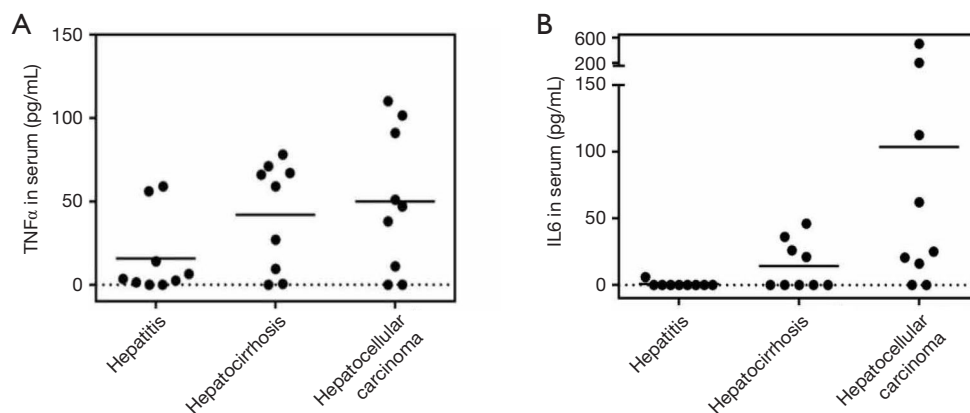 A
TNFα in serum (pg/mL)
150
100
50
0
Hepatitis
Hepatocirrhosis
Hepatocellular
carcinoma
B
IL6 in serum (pg/mL)
600
200
150
100
50
0
Hepatitis
Hepatocirrhosis
Hepatocellular
carcinoma